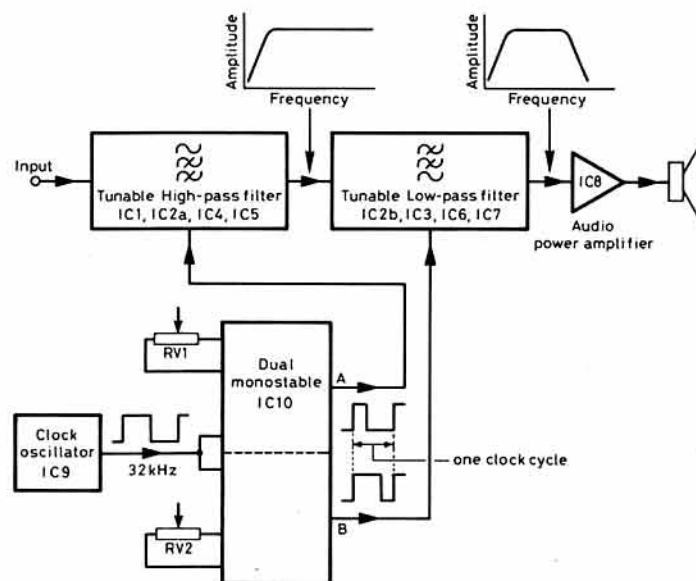 Amplitude
Frequency
Amplitude
Frequency
Input
Tunable High-pass filter
IC1, IC2a, IC4, IC5
Tunable Low-pass filter
IC2b, IC3, IC6, IC7
IC8
Audio
power amplifier
RV1
Dual
monostable
IC10
A
Clock
oscillator
IC9
32kHz
one clock cycle
B
RV2